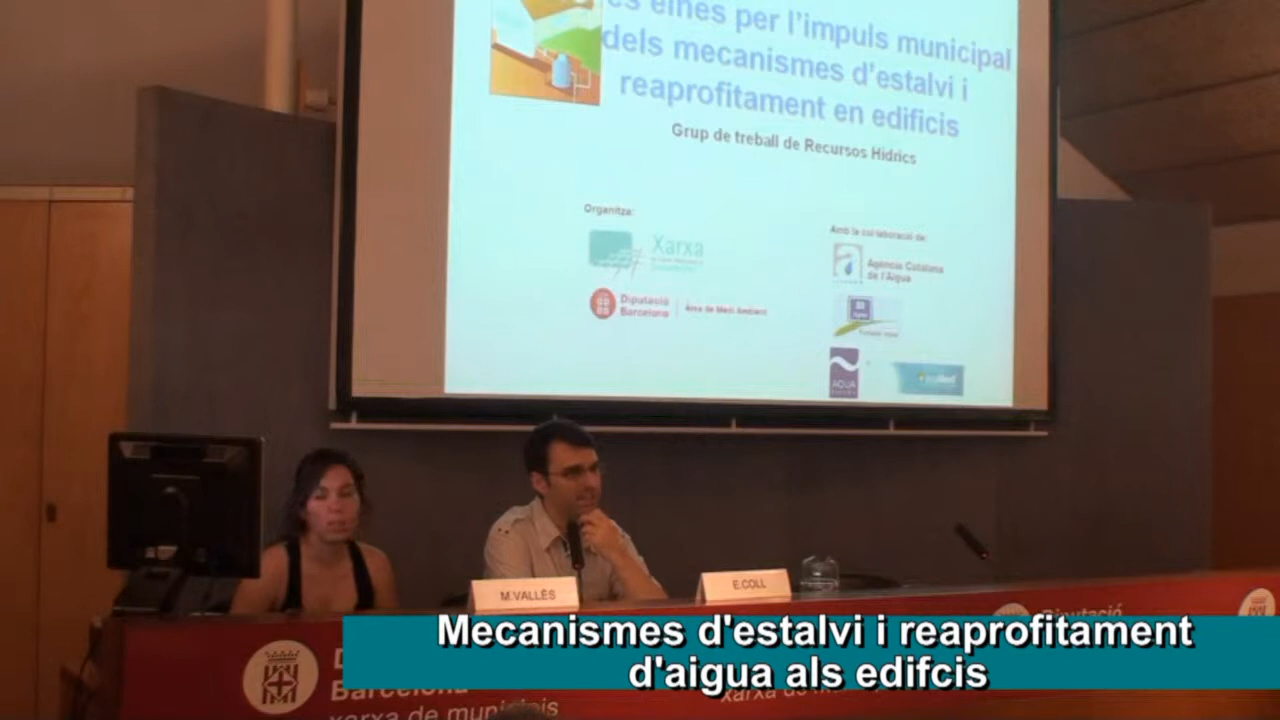 es eines per l'impuls municipal
dels mecanismes d'estalvi i
reaprofitament en edificis
Grup de treball de Recursos Hídrics
Organitza:
Amb la col·laboració de:
Xarxa
Agència Catalana
de l'Aigua
Diputació
Barcelona
Àrea de Medi Ambient
AQUA
M.VALLÈS
E.COLL
Diputació
Barcelona
xarxa de municipis
Mecanismes d'estalvi i reaprofitament
d'aigua als edifcis